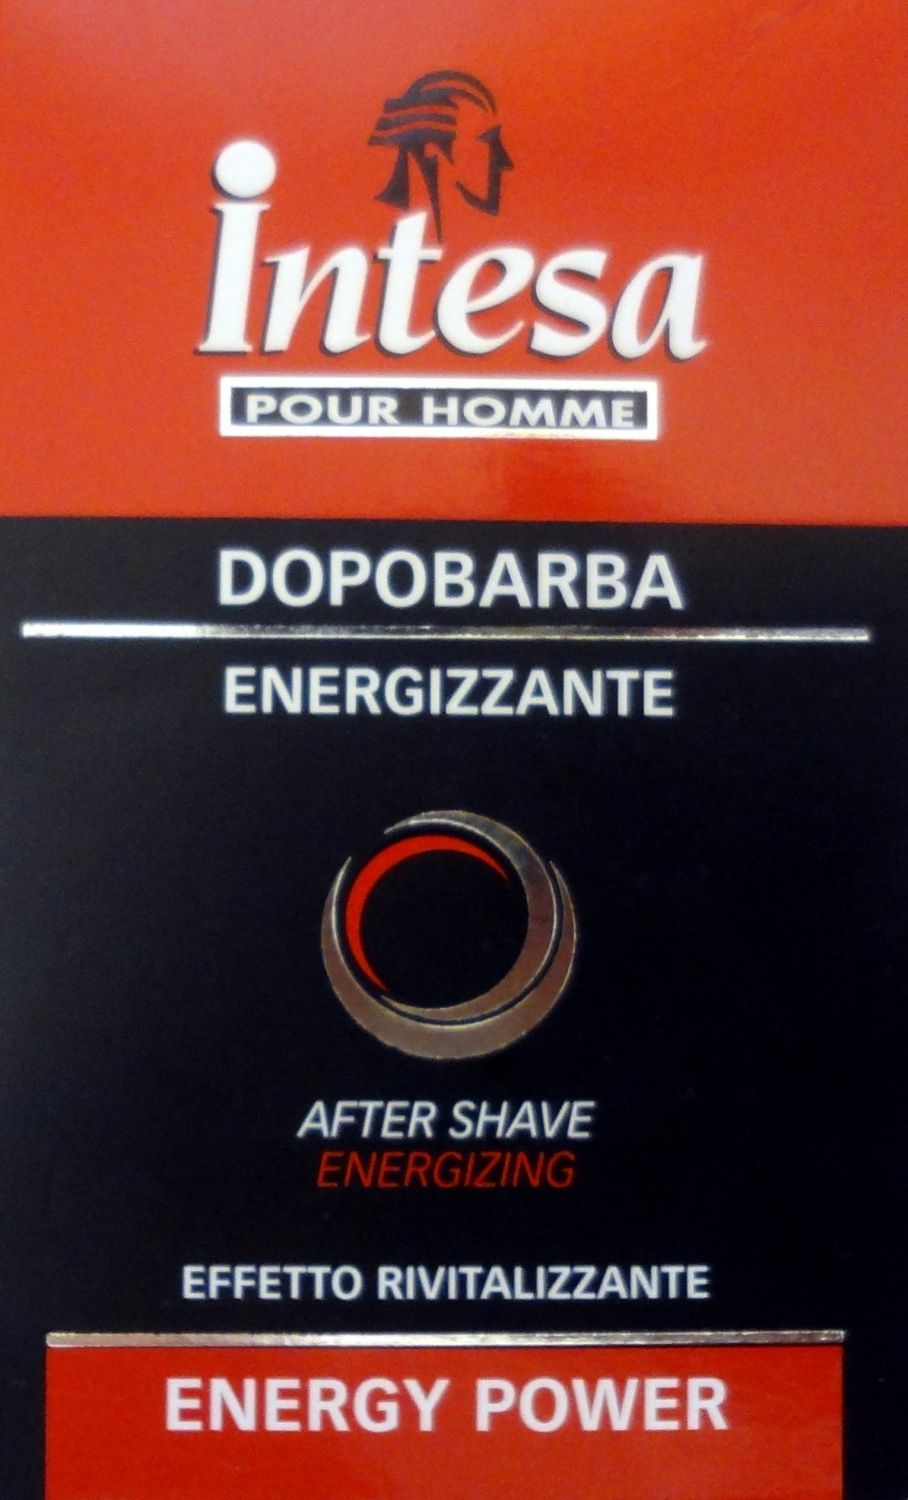 intesa
POUR HOMME
DOPOBARBA
ENERGIZZANTE
AFTER SHAVE
ENERGIZING
EFFETTO RIVITALIZZANTE
ENERGY POWER